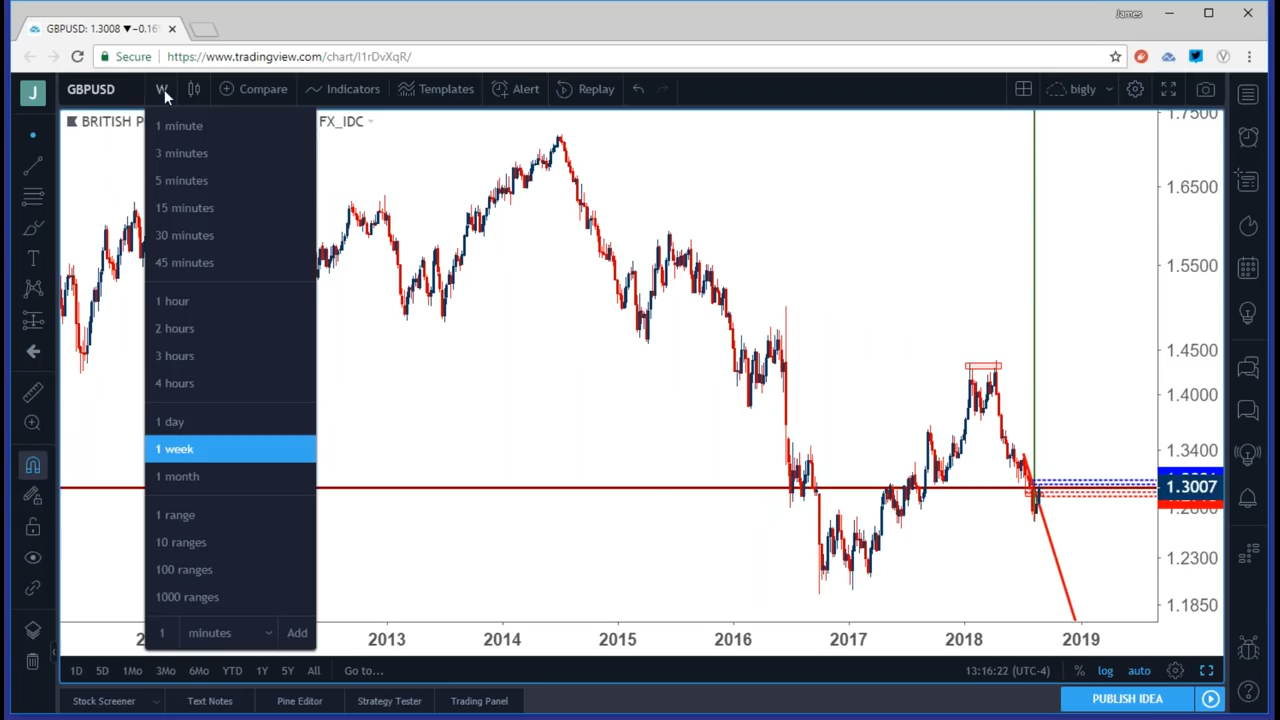 James
GBPUSD: 1.3008 ▼−0.16
Secure https://www.tradingview.com/chart/I1rDvXqR/
J GBPUSD W Compare Indicators Templates Alert Replay bigly
BRITISH P FX_IDC
1 minute
3 minutes
5 minutes
15 minutes
30 minutes
45 minutes
1 hour
2 hours
3 hours
4 hours
1 day
1 week
1 month
1 range
10 ranges
100 ranges
1000 ranges
1 minutes Add
1.7500
1.6500
1.5500
1.4500
1.4000
1.3400
1.3007
1.2300
1.1850
2013 2014 2015 2016 2017 2018 2019
1D 5D 1Mo 3Mo 6Mo YTD 1Y 5Y All Go to... 13:16:22 (UTC-4) % log auto
Stock Screener Text Notes Pine Editor Strategy Tester Trading Panel PUBLISH IDEA